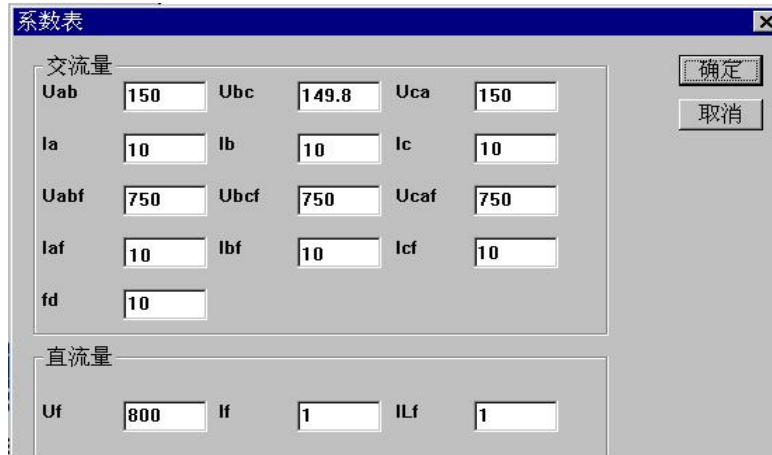 系数表
交流量
确定
Uab 150 Ubc 149.8 Uca 150
取消
Ia 10 Ib 10 Ic 10
Uabf 750 Ubcf 750 Ucaf 750
Iaf 10 Ibf 10 Icf 10
fd 10
直流量
Uf 800 If 1 ILf 1